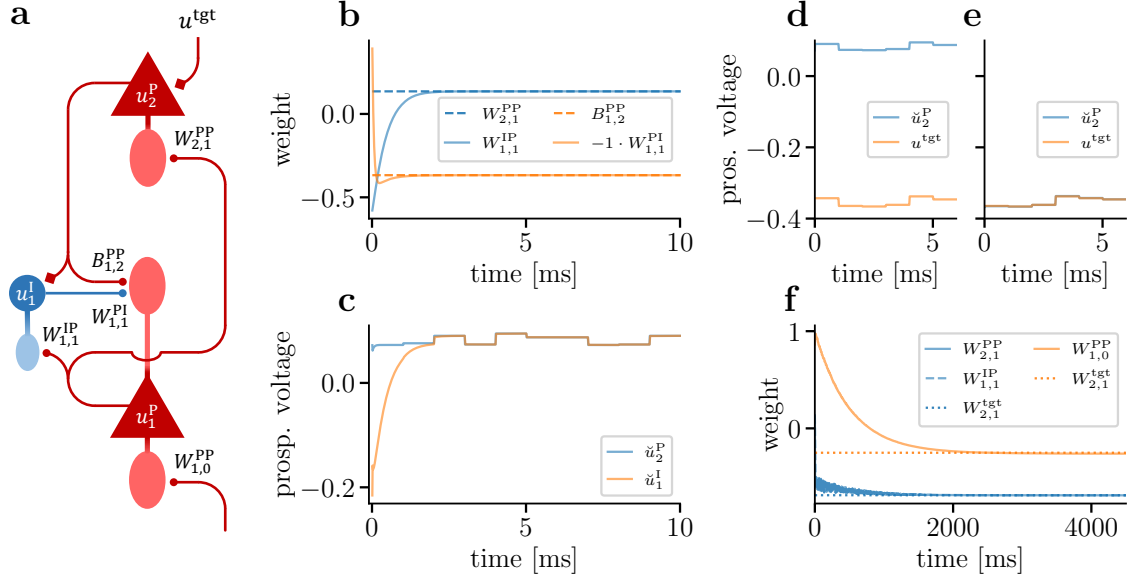 a
u^tgt
u_2^P
W_{2,1}^PP
B_{1,2}^PP
u_1^I
W_{1,1}^PI
W_{1,1}^IP
u_1^P
W_{1,0}^PP
b
weight
0.0
−0.5
W_{2,1}^PP
B_{1,2}^PP
W_{1,1}^IP
−1 · W_{1,1}^PI
0
5
10
time [ms]
c
prosp. voltage
0.0
−0.2
ŭ_2^P
ŭ_1^I
0
5
10
time [ms]
d
pros. voltage
0.0
−0.2
−0.4
ŭ_2^P
u^tgt
0
5
time [ms]
e
ŭ_2^P
u^tgt
0
5
time [ms]
f
weight
1
0
W_{2,1}^PP
W_{1,0}^PP
W_{1,1}^IP
W_{2,1}^tgt
W_{2,1}^tgt
0
2000
4000
time [ms]